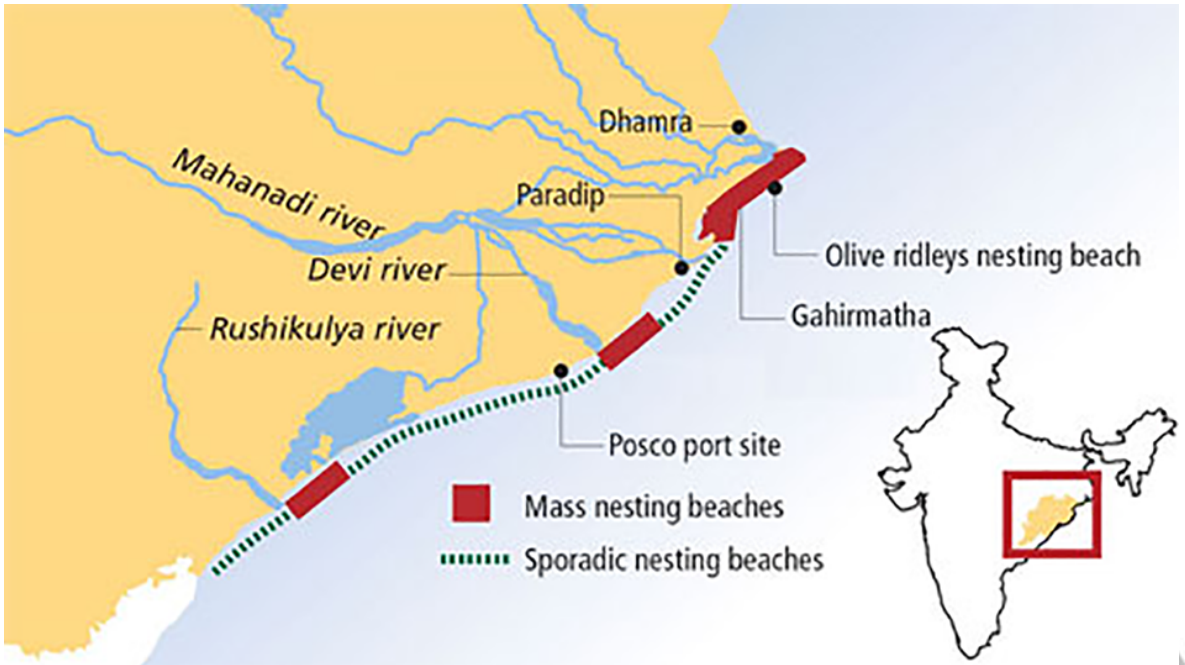 Dhamra
Mahanadi river
Paradip
Olive ridleys nesting beach
Devi river
Gahirmatha
Rushikulya river
Posco port site
Mass nesting beaches
Sporadic nesting beaches